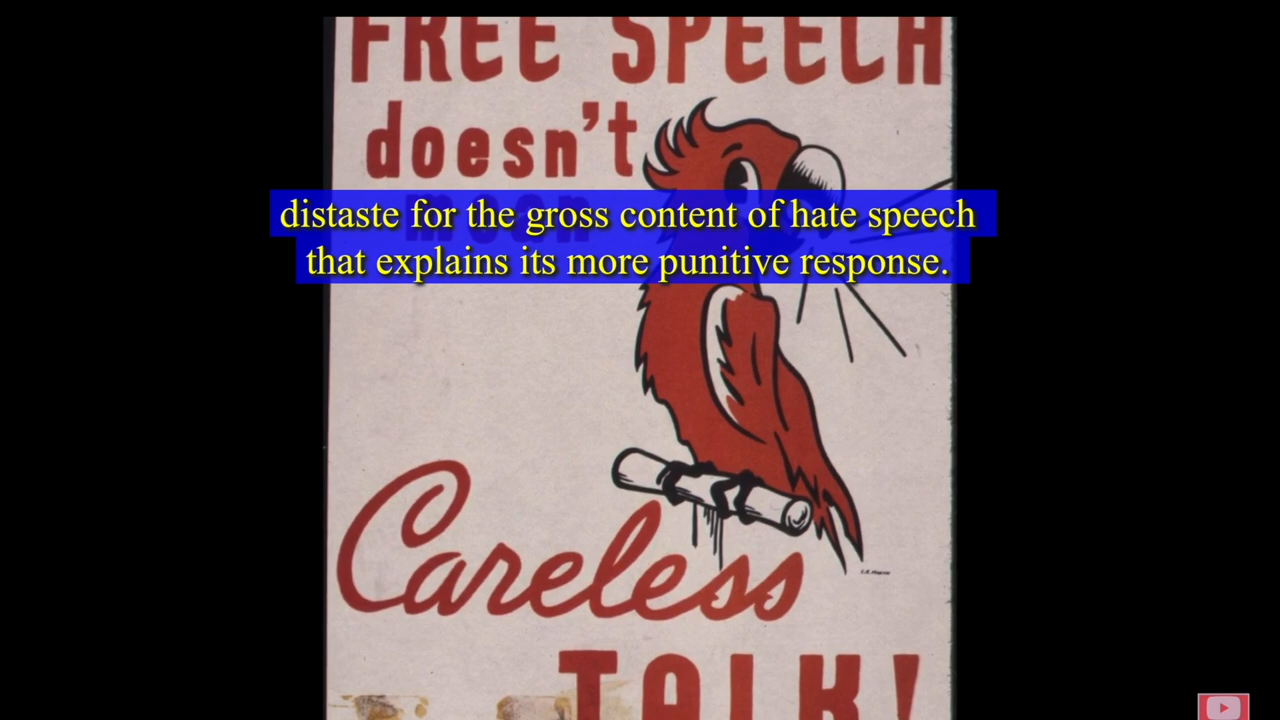 FREE SPEECH
doesn't
mean
distaste for the gross content of hate speech
that explains its more punitive response.
Careless
TALK!